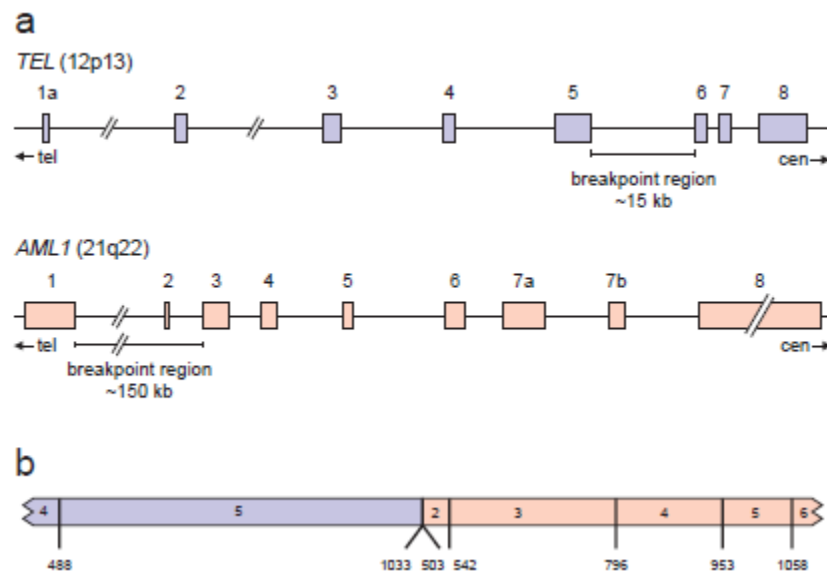 a
TEL (12p13)
1a 2 3 4 5 6 7 8
← tel cen →
breakpoint region
~15 kb
AML1 (21q22)
1 2 3 4 5 6 7a 7b 8
← tel cen →
breakpoint region
~150 kb
b
4 5 2 3 4 5 6
488 1033 503 542 796 953 1058